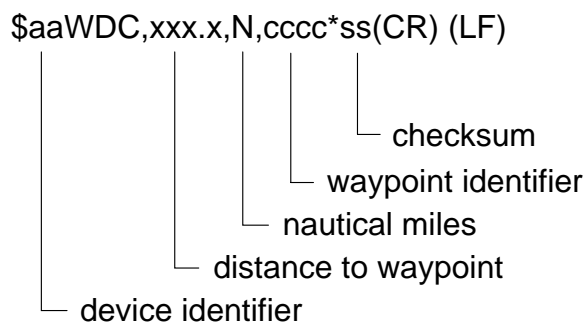 $aaWDC,xxx.x,N,cccc*ss(CR) (LF)
checksum
waypoint identifier
nautical miles
distance to waypoint
device identifier